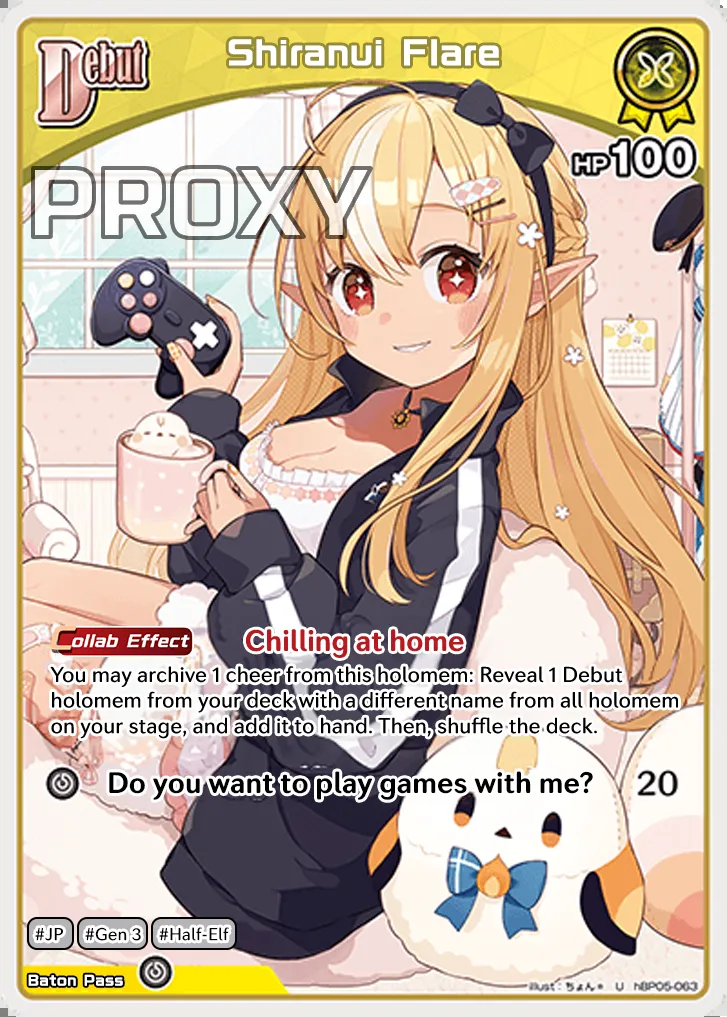 Debut
Shiranui Flare
HP100
PROXY
Collab Effect
Chilling at home
You may archive 1 cheer from this holomem: Reveal 1 Debut
holomem from your deck with a different name from all holomem
on your stage, and add it to hand. Then, shuffle the deck.
Do you want to play games with me? 20
#JP #Gen 3 #Half-Elf
Baton Pass
illust: ちょん* U hBP05-063